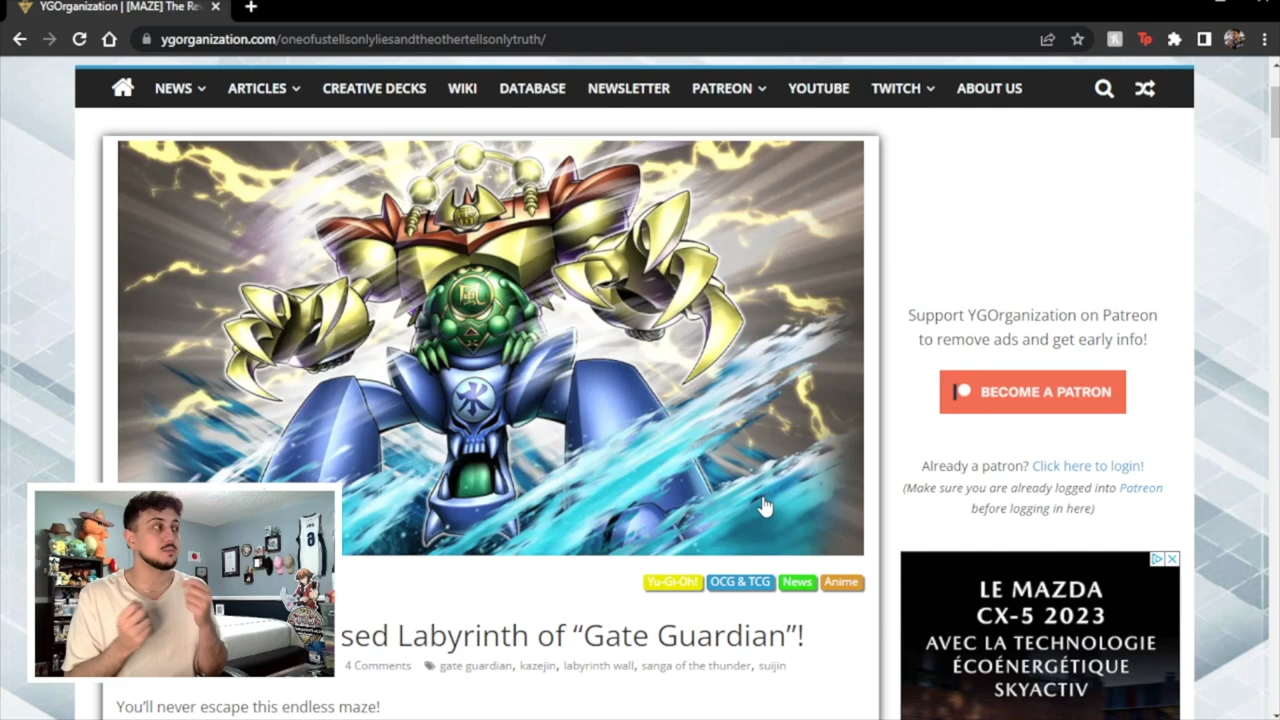 YGOrganization | [MAZE] The Re
ygorganization.com/oneofustellsonlyliesandtheothertellsonlytruth/
Tp
NEWS ARTICLES CREATIVE DECKS WIKI DATABASE NEWSLETTER PATREON YOUTUBE TWITCH ABOUT US
風
水
Support YGOrganization on Patreon
to remove ads and get early info!
BECOME A PATRON
Already a patron? Click here to login!
(Make sure you are already logged into Patreon
before logging in here)
Yu-Gi-Oh! OCG & TCG News Anime
sed Labyrinth of “Gate Guardian”!
4 Comments gate guardian, kazejin, labyrinth wall, sanga of the thunder, suijin
You’ll never escape this endless maze!
LE MAZDA
CX-5 2023
AVEC LA TECHNOLOGIE
ÉCOÉNERGÉTIQUE
SKYACTIV
8